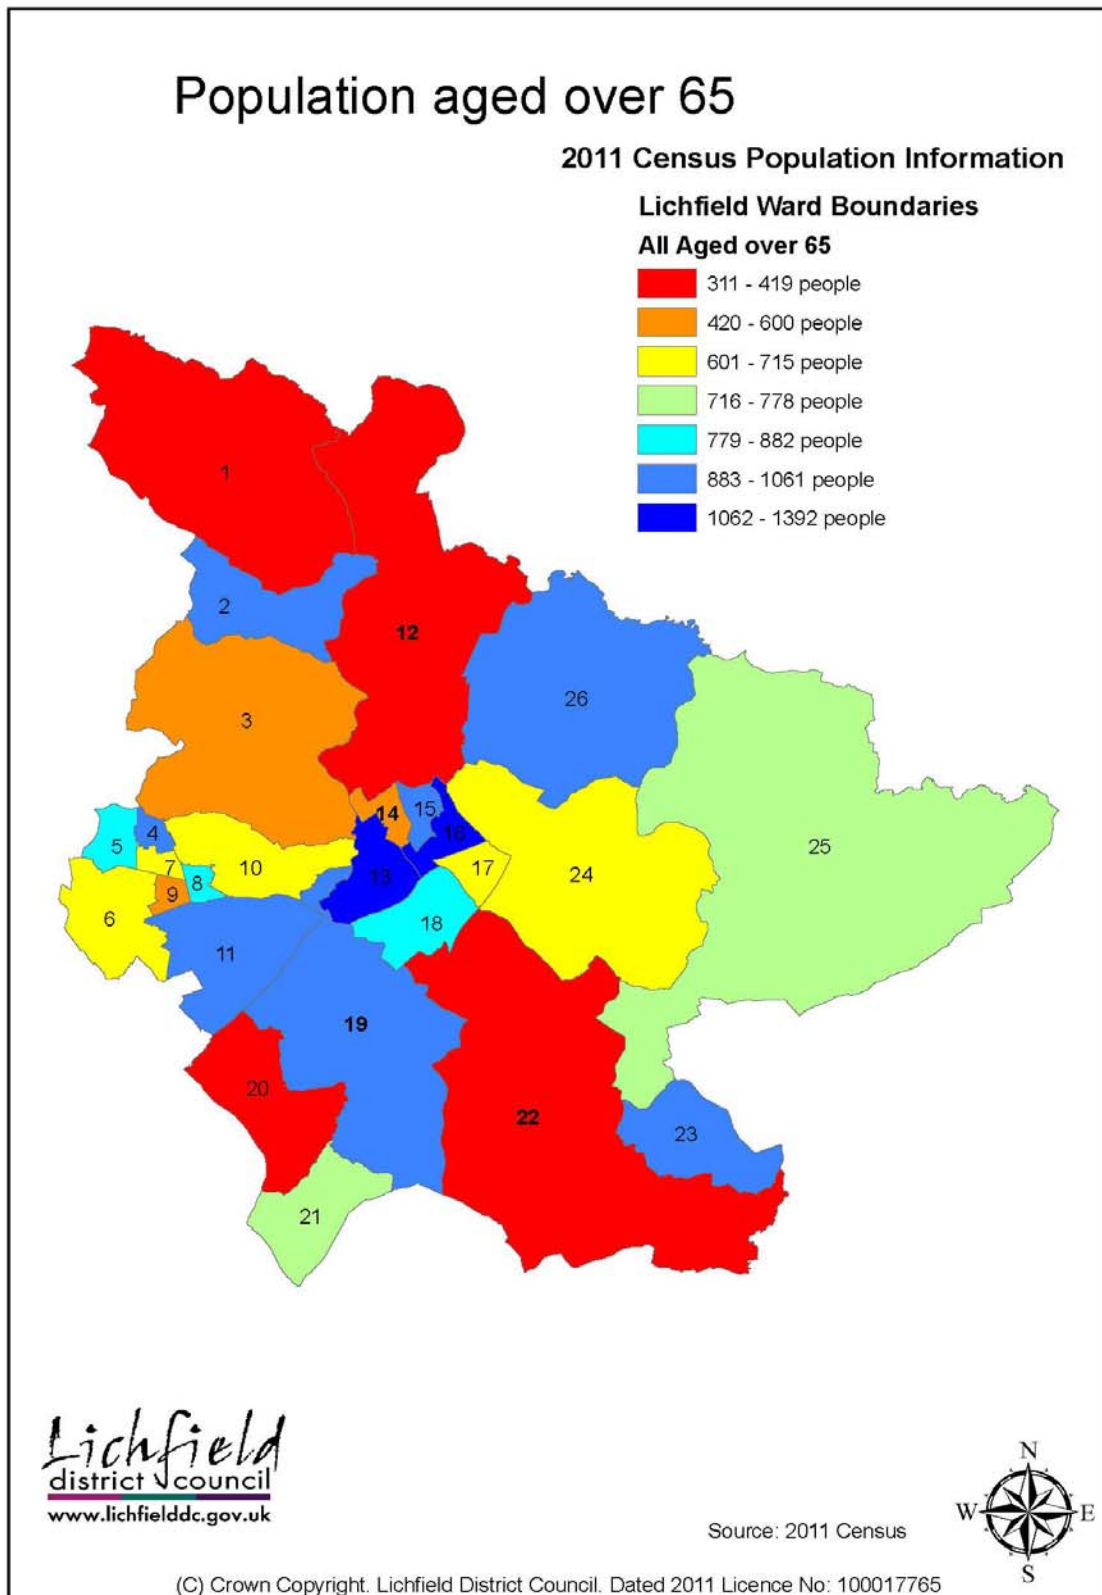 Population aged over 65
2011 Census Population Information
Lichfield Ward Boundaries
All Aged over 65
311 - 419 people
420 - 600 people
601 - 715 people
716 - 778 people
779 - 882 people
883 - 1061 people
1062 - 1392 people
1
2
12
3
26
14
15
16
4
5
7
10
8
9
6
13
17
24
25
18
11
19
20
22
23
21
Lichfield
district council
www.lichfielddc.gov.uk
N
W E
S
Source: 2011 Census
(C) Crown Copyright. Lichfield District Council. Dated 2011 Licence No: 100017765